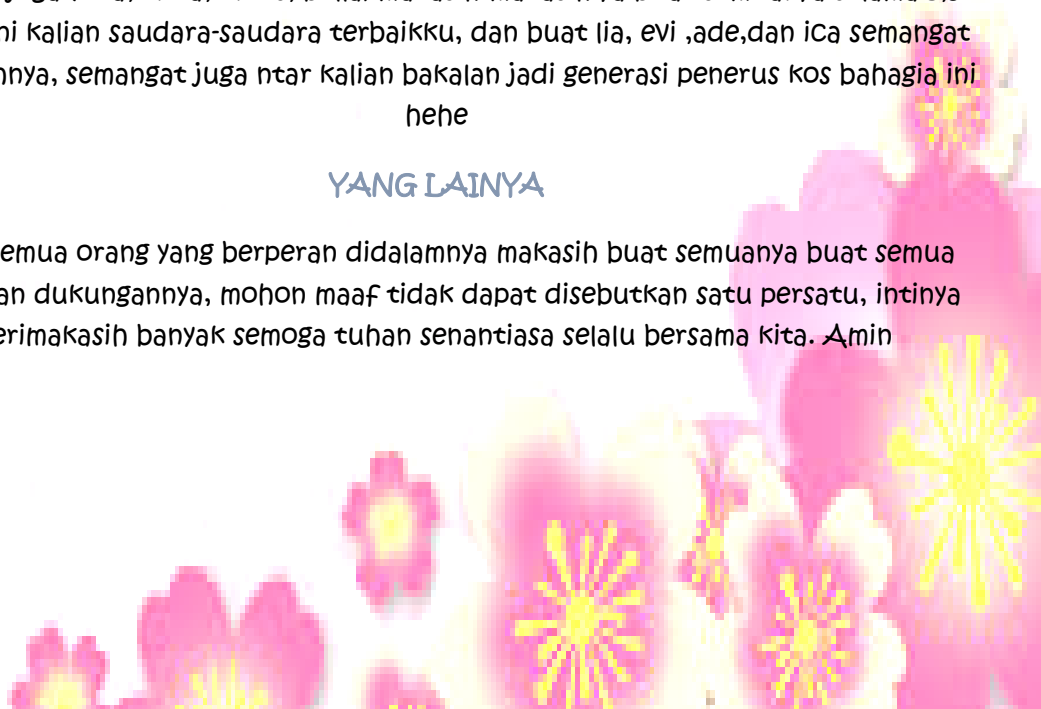 ni kalian saudara-saudara terbaikku, dan buat lia, evi ,ade,dan ica semangat
nnya, semangat juga ntar kalian bakalan jadi generasi penerus kos bahagia ini
hehe
YANG LAINYA
emua orang yang berperan didalamnya makasih buat semuanya buat semua
an dukungannya, mohon maaf tidak dapat disebutkan satu persatu, intinya
erimakasih banyak semoga tuhan senantiasa selalu bersama kita. Amin